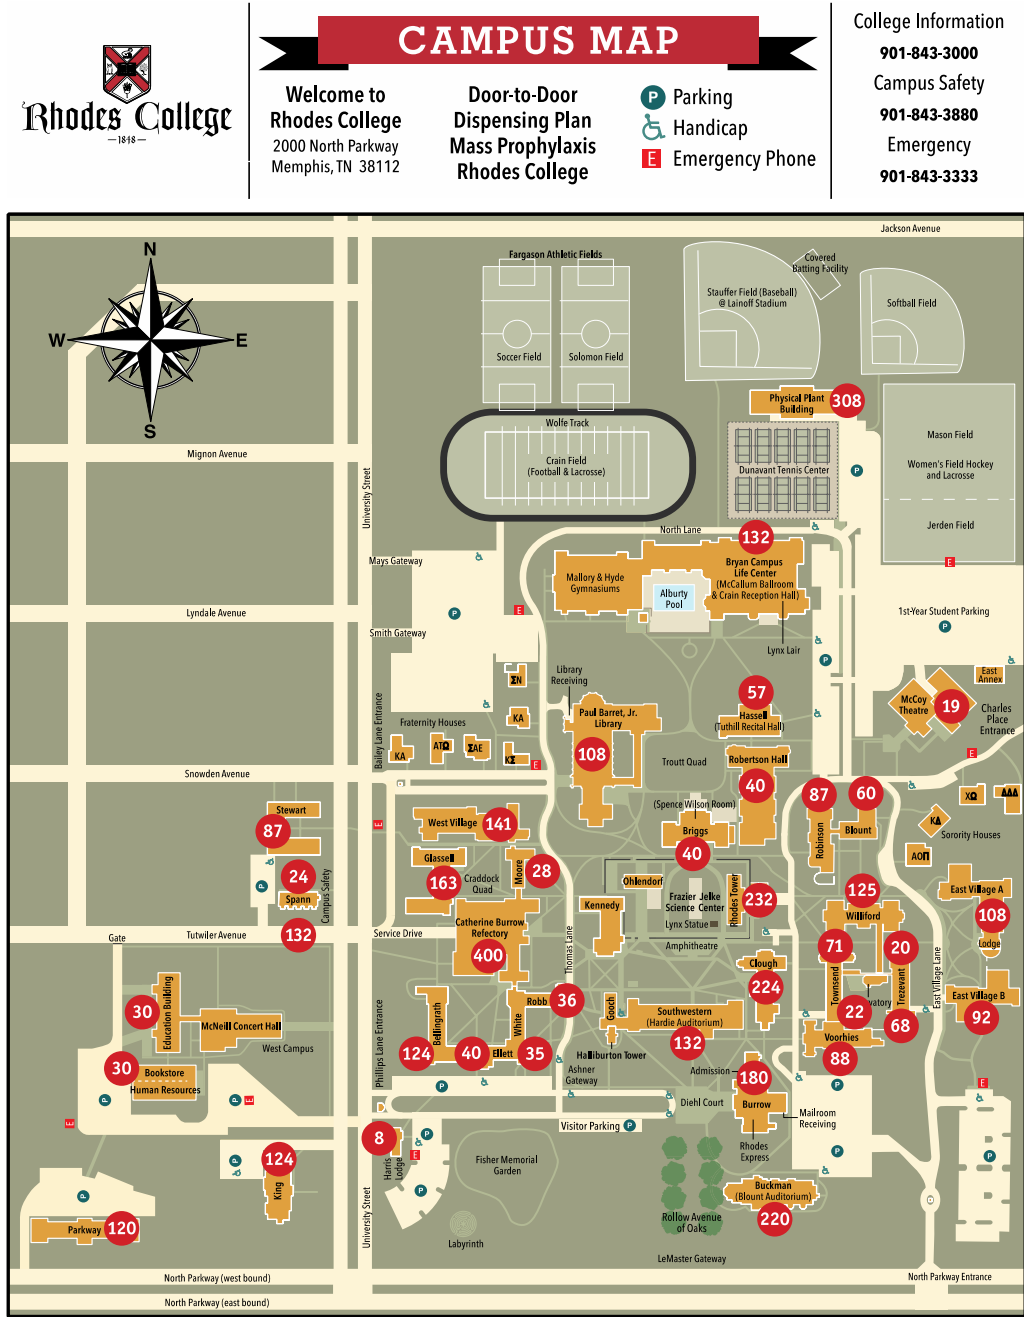 CAMPUS MAP
Rhodes College
—1848—
Welcome to
Rhodes College
2000 North Parkway
Memphis, TN 38112
Door-to-Door
Dispensing Plan
Mass Prophylaxis
Rhodes College
P Parking
Handicap
E Emergency Phone
College Information
901-843-3000
Campus Safety
901-843-3880
Emergency
901-843-3333
Jackson Avenue
N
W
E
S
Fargason Athletic Fields
Soccer Field
Solomon Field
Stauffer Field (Baseball)
@ Lainoff Stadium
Covered
Batting Facility
Softball Field
Physical Plant
Building
308
Wolfe Track
Crain Field
(Football & Lacrosse)
Dunavant Tennis Center
Mason Field
Women's Field Hockey
and Lacrosse
Jerden Field
Mignon Avenue
University Street
North Lane
132
Bryan Campus
Life Center
(McCallum Ballroom
& Crain Reception Hall)
Mallory & Hyde
Gymnasiums
Alburty
Pool
Lynx Lair
Mays Gateway
Lyndale Avenue
Smith Gateway
1st-Year Student Parking
East
Annex
McCoy
Theatre
19
Charles
Place
Entrance
Library
Receiving
ΣN
KA
Paul Barret, Jr.
Library
108
57
Hassell
(Tuthill Recital Hall)
Bailey Lane Entrance
Fraternity Houses
KA
ATΩ
ΣAE
KΣ
Troutt Quad
Robertson Hall
40
Snowden Avenue
Stewart
87
West Village
141
(Spence Wilson Room)
Briggs
40
87
Robinson
60
Blount
XΩ
ΔΔΔ
KΔ
Sorority Houses
AOΠ
24
Spann
Campus Safety
132
Glassell
163
Craddock
Quad
Moore
28
Ohlendorf
Kennedy
Frazier Jelke
Science Center
Lynx Statue
Rhodes Tower
232
Amphitheatre
125
Williford
East Village A
108
Lodge
Tutwiler Avenue
Gate
Service Drive
Catherine Burrow
Refectory
400
Thomas Lane
Clough
224
71
Townsend
20
Trezevant
vatory
22
68
East Village Lane
East Village B
92
30
Education Building
McNeill Concert Hall
West Campus
Phillips Lane Entrance
Bellingrath
124
40
Ellett
White
35
Robb
36
Gooch
Halliburton Tower
Southwestern
(Hardie Auditorium)
132
Voorhies
88
30
Bookstore
Human Resources
Ashner
Gateway
Admission
180
Burrow
Diehl Court
Mailroom
Receiving
Rhodes
Express
Visitor Parking P
8
Harris
Lodge
124
King
Fisher Memorial
Garden
Buckman
(Blount Auditorium)
220
Rollow Avenue
of Oaks
University Street
Labyrinth
Parkway
120
LeMaster Gateway
North Parkway (west bound)
North Parkway Entrance
North Parkway (east bound)